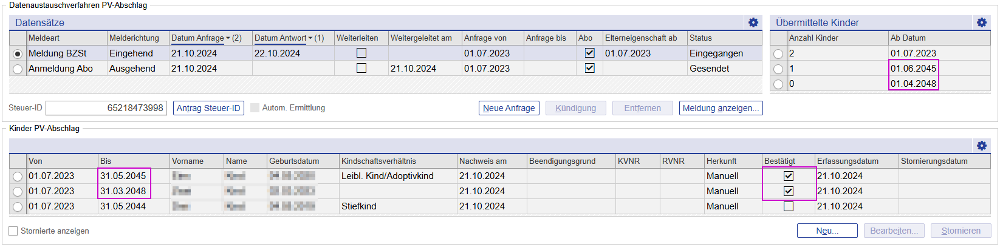 Datenaustauschverfahren PV-Abschlag
Datensätze
Meldeart Melderichtung Datum Anfrage (2) Datum Antwort (1) Weiterleiten Weitergeleitet am Anfrage von Anfrage bis Abo Elterneigenschaft ab Status
Meldung BZSt Eingehend 21.10.2024 22.10.2024 01.07.2023 01.07.2023 Eingegangen
Anmeldung Abo Ausgehend 21.10.2024 21.10.2024 01.07.2023 Gesendet
Übermittelte Kinder
Anzahl Kinder Ab Datum
2 01.07.2023
1 01.06.2045
0 01.04.2048
Steuer-ID 65218473998 Antrag Steuer-ID Autom. Ermittlung Neue Anfrage Kündigung Entfernen Meldung anzeigen...
Kinder PV-Abschlag
Von Bis Vorname Name Geburtsdatum Kindschaftsverhältnis Nachweis am Beendigungsgrund KVNR RVNR Herkunft Bestätigt Erfassungsdatum Stornierungsdatum
01.07.2023 31.05.2045 Leibl. Kind/Adoptivkind 21.10.2024 Manuell 21.10.2024
01.07.2023 31.03.2048 21.10.2024 Manuell 21.10.2024
01.07.2023 31.05.2044 Stiefkind 21.10.2024 Manuell 21.10.2024
Stornierte anzeigen Neu... Bearbeiten... Stornieren